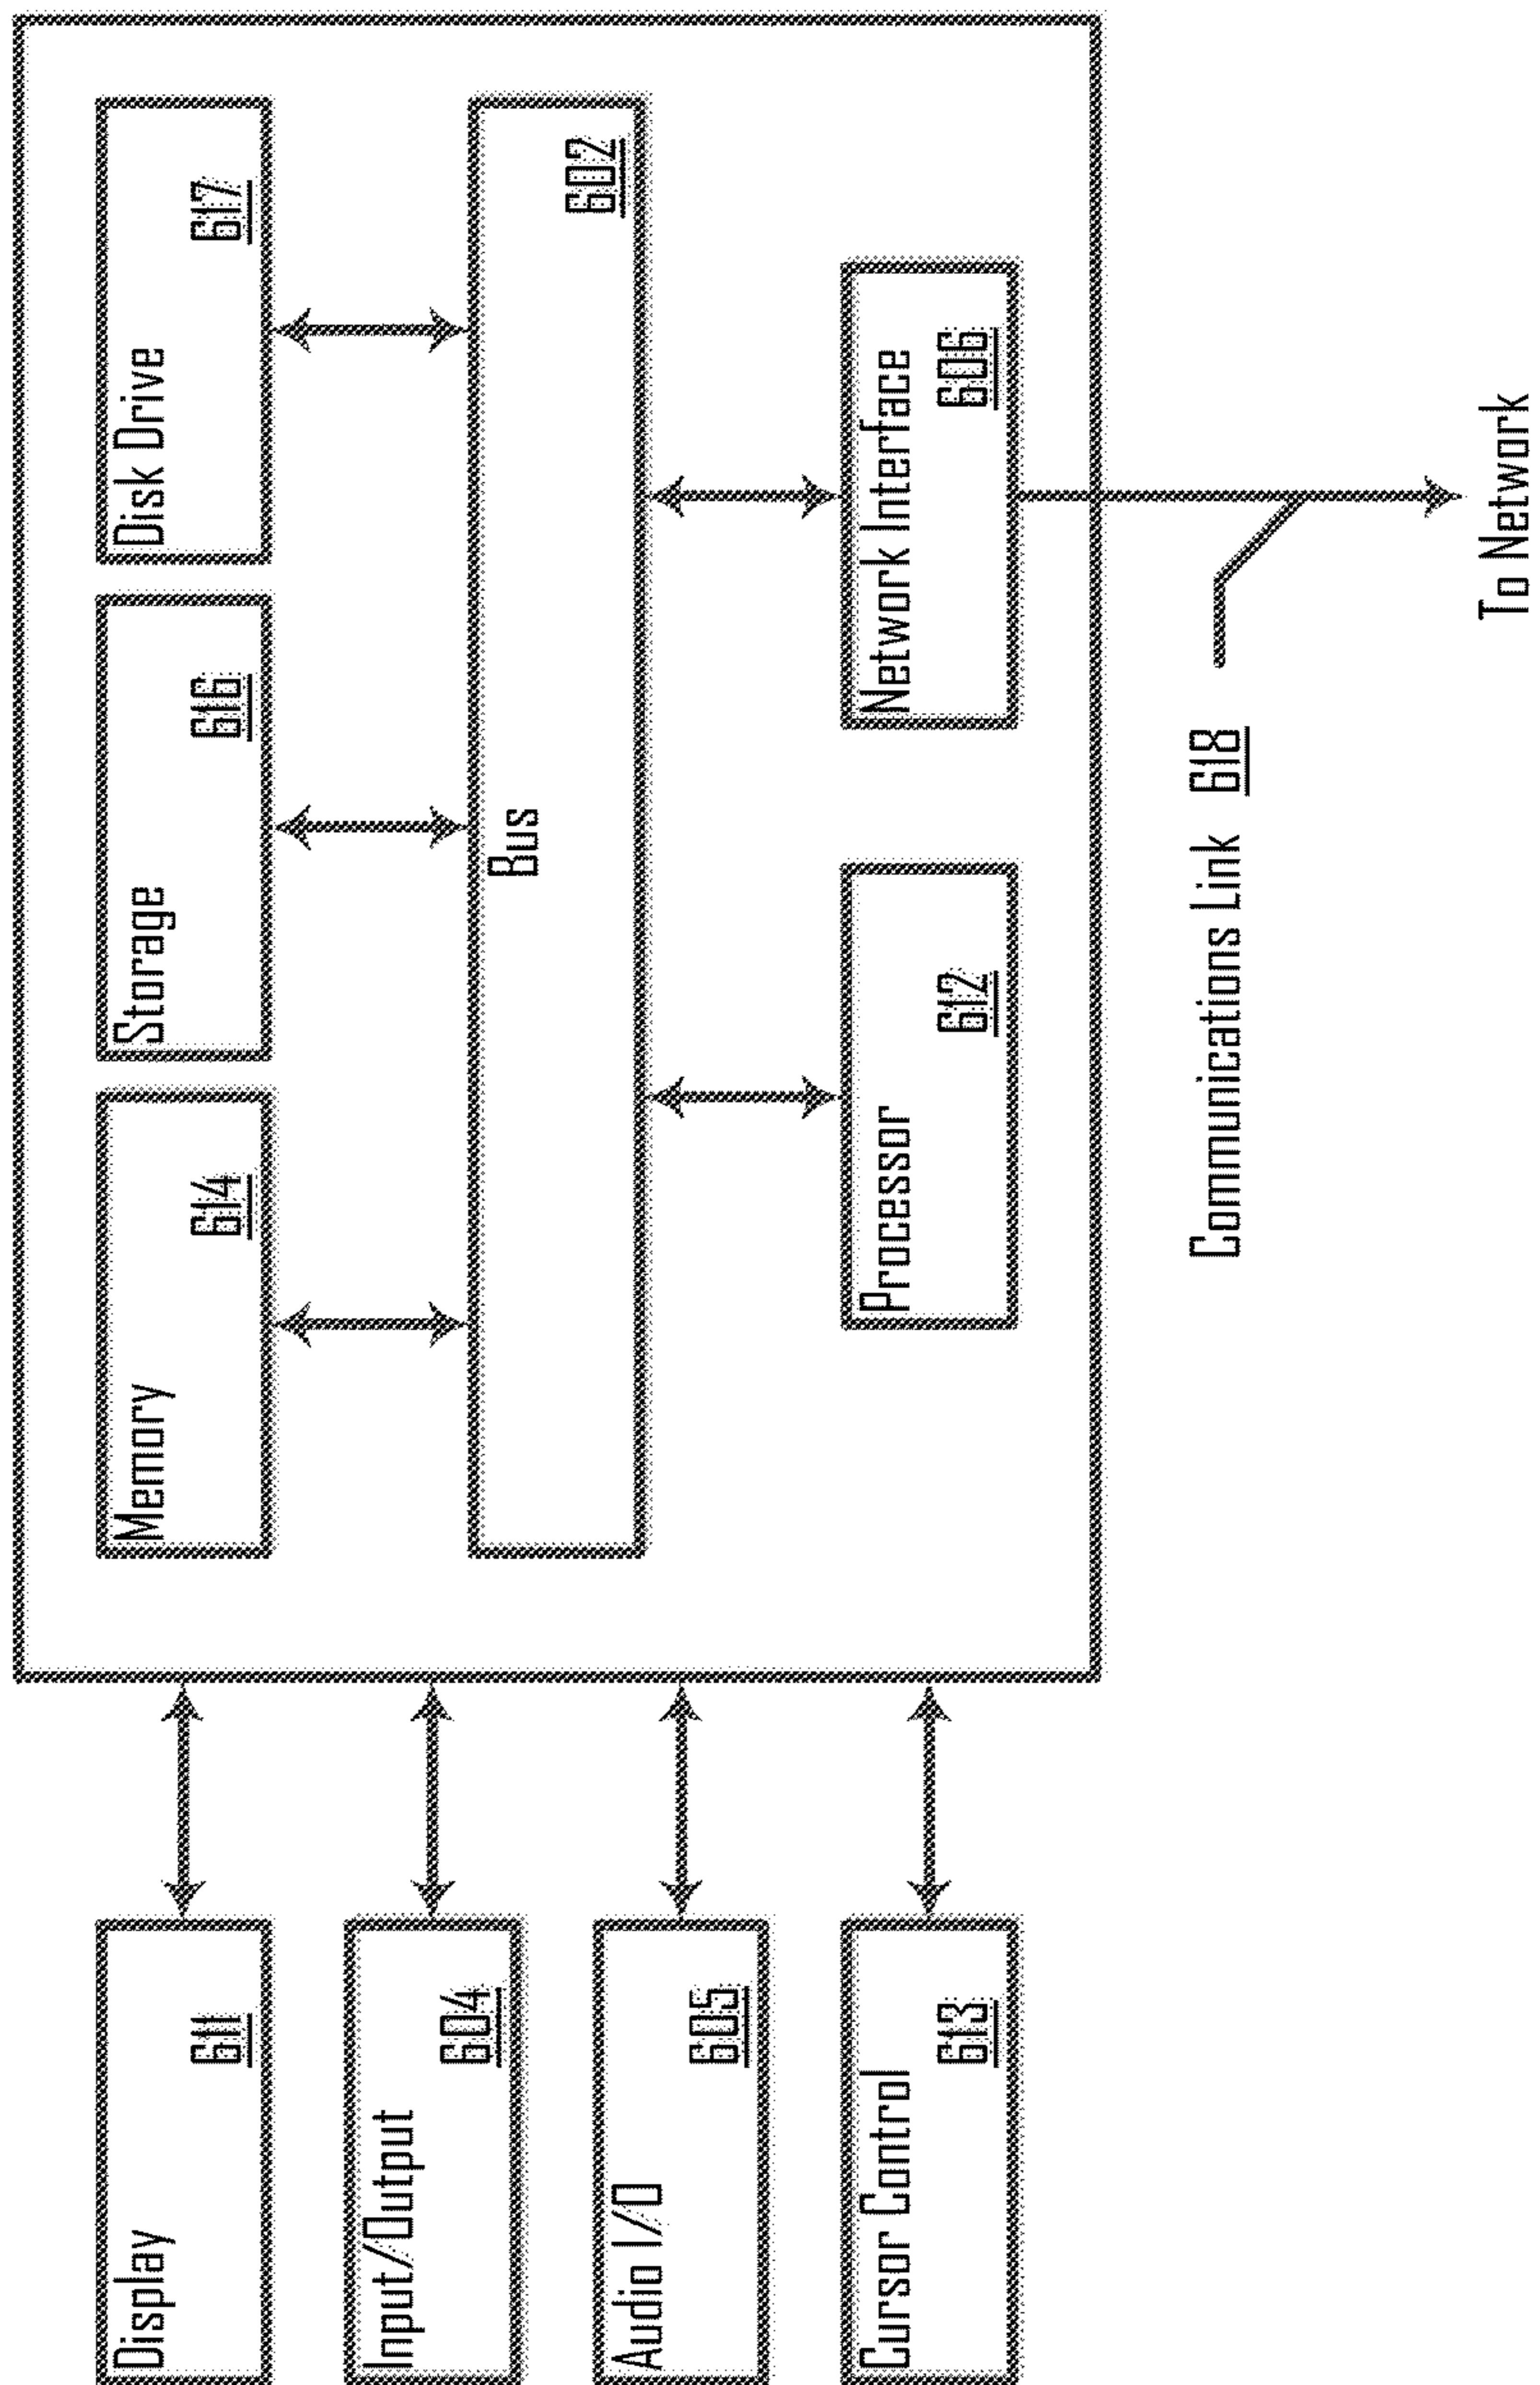 Display
611
Input/Output
604
Audio I/O
605
Cursor Control
613
Memory
614
Storage
616
Disk Drive
617
Bus
602
Processor
612
Network Interface
606
Communications Link 618
To Network